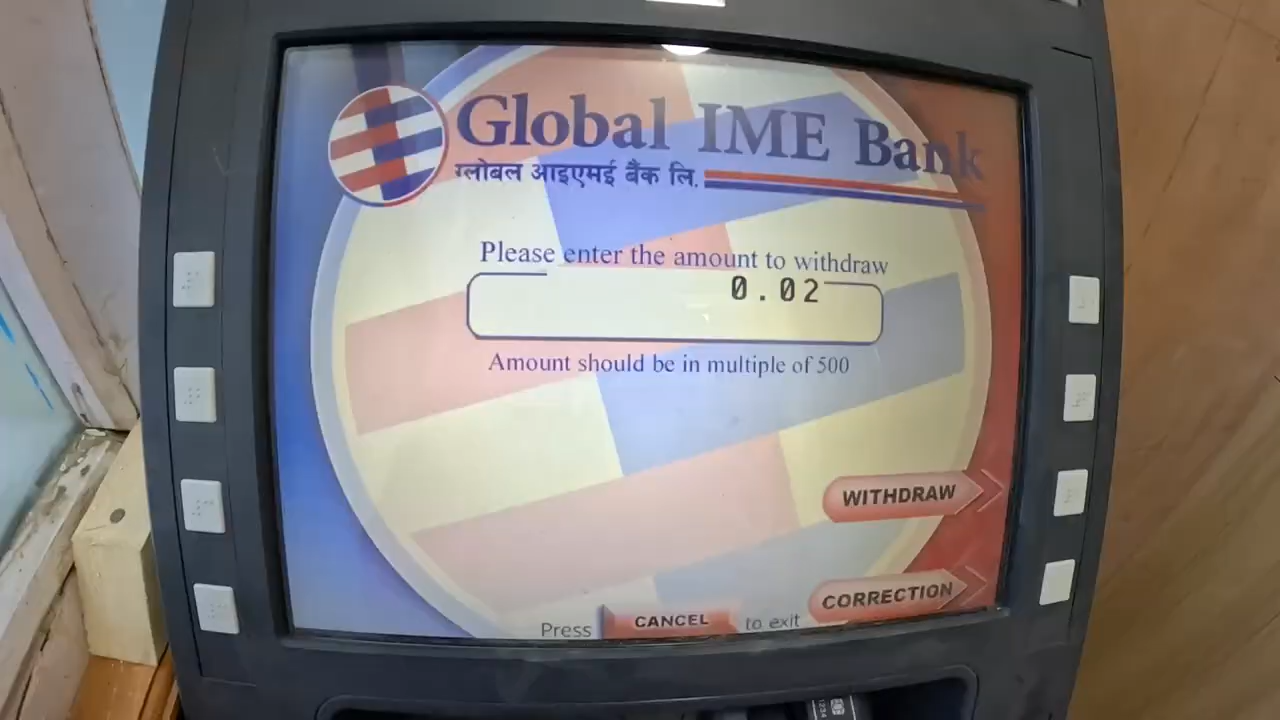 Global IME Bank
ग्लोबल आइएमई बैंक लि.
Please enter the amount to withdraw
0.02
Amount should be in multiple of 500
WITHDRAW
CORRECTION
Press CANCEL to exit